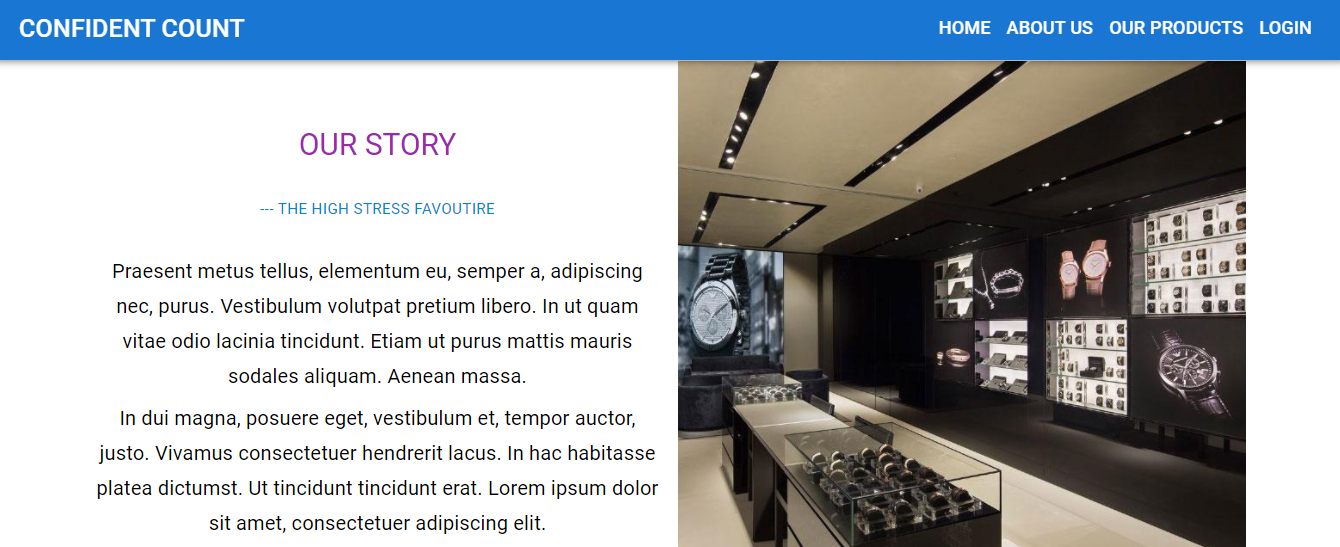 CONFIDENT COUNT
HOME ABOUT US OUR PRODUCTS LOGIN
OUR STORY
--- THE HIGH STRESS FAVOUTIRE
Praesent metus tellus, elementum eu, semper a, adipiscing
nec, purus. Vestibulum volutpat pretium libero. In ut quam
vitae odio lacinia tincidunt. Etiam ut purus mattis mauris
sodales aliquam. Aenean massa.
In dui magna, posuere eget, vestibulum et, tempor auctor,
justo. Vivamus consectetuer hendrerit lacus. In hac habitasse
platea dictumst. Ut tincidunt tincidunt erat. Lorem ipsum dolor
sit amet, consectetuer adipiscing elit.